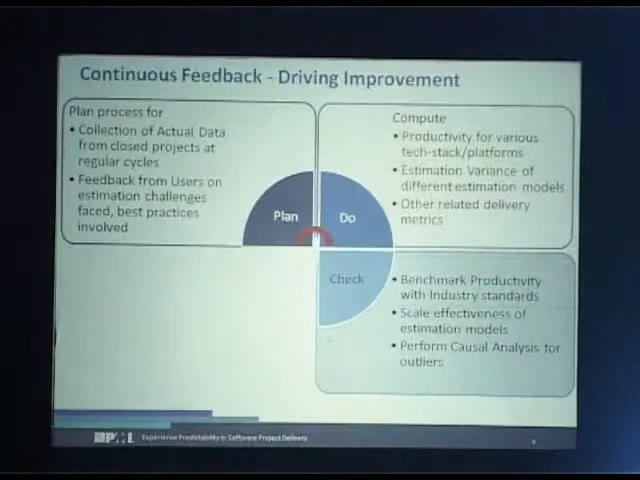 Continuous Feedback - Driving Improvement
Plan process for
• Collection of Actual Data
from closed projects at
regular cycles
• Feedback from Users on
estimation challenges
faced, best practices
involved
Plan
Do
Compute
• Productivity for various
tech-stack/platforms
• Estimation Variance of
different estimation models
• Other related delivery
metrics
Check
• Benchmark Productivity
with Industry standards
• Scale effectiveness of
estimation models
• Perform Causal Analysis for
outliers
Experience Predictability in Software Project Delivery